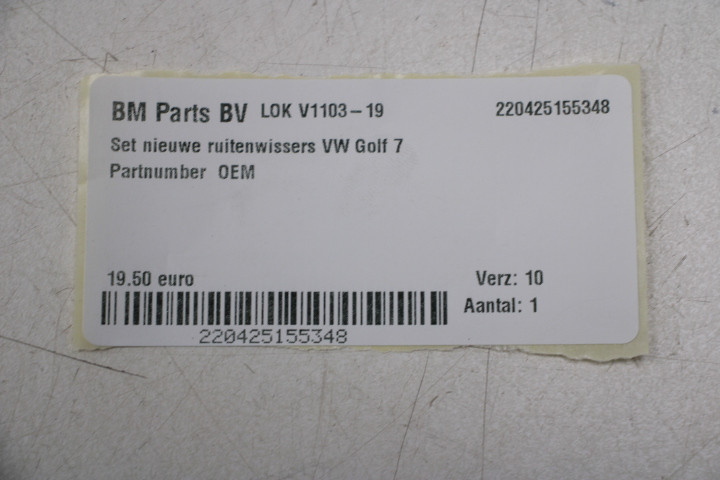 BM Parts BV LOK V1103-19 220425155348
Set nieuwe ruitenwissers VW Golf 7
Partnumber OEM
19.50 euro Verz: 10
Aantal: 1
220425155348